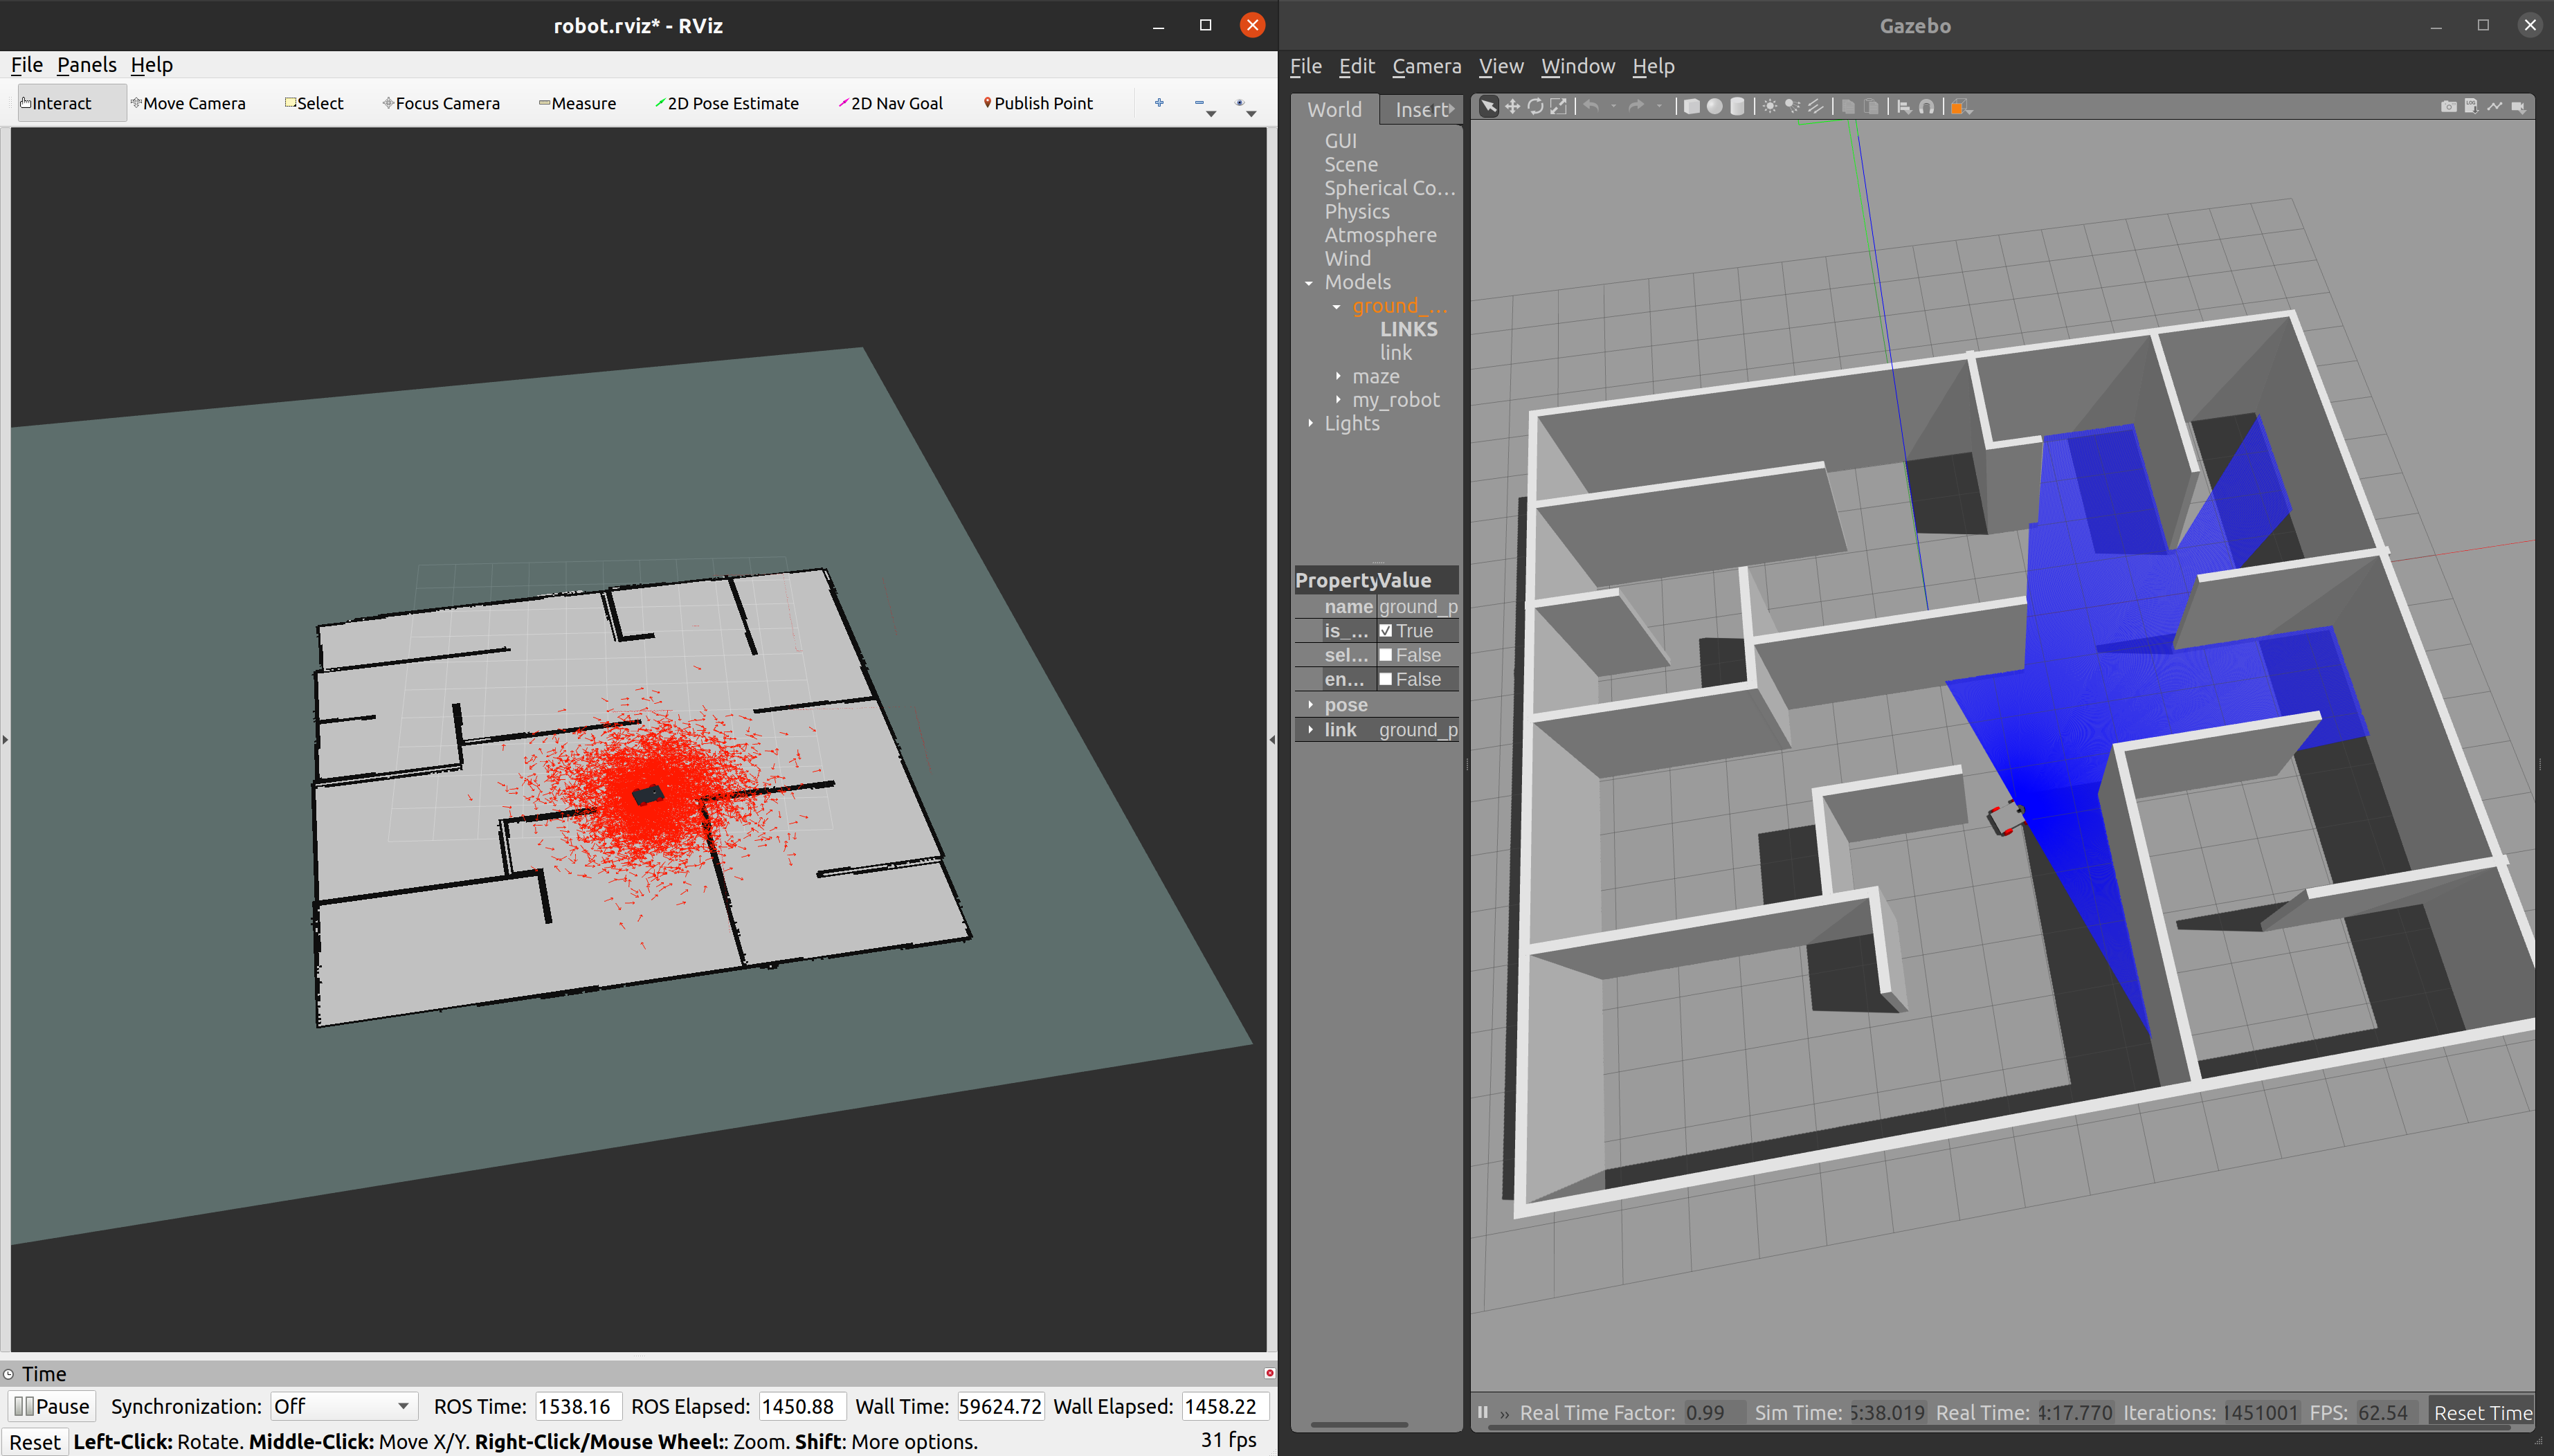 robot.rviz* - RViz
File Panels Help
Interact Move Camera Select Focus Camera Measure 2D Pose Estimate 2D Nav Goal Publish Point
Time
Pause Synchronization: Off ROS Time: 1538.16 ROS Elapsed: 1450.88 Wall Time: 59624.72 Wall Elapsed: 1458.22
Reset Left-Click: Rotate. Middle-Click: Move X/Y. Right-Click/Mouse Wheel:: Zoom. Shift: More options. 31 fps
Gazebo
File Edit Camera View Window Help
World Insert
GUI
Scene
Spherical Co...
Physics
Atmosphere
Wind
Models
ground_...
LINKS
link
maze
my_robot
Lights
Property Value
name ground_p
is_... True
sel... False
en... False
pose
link ground_p
Real Time Factor: 0.99 Sim Time: 5:38.019 Real Time: 4:17.770 Iterations: 1451001 FPS: 62.54 Reset Time